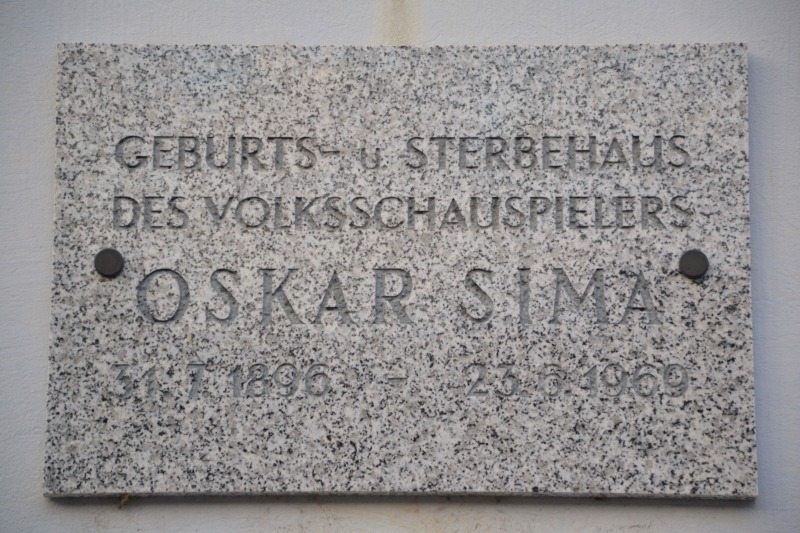 GEBURTS- u STERBEHAUS
DES VOLKSSCHAUSPIELERS
OSKAR SIMA
31.7.1896 – 23.6.1969